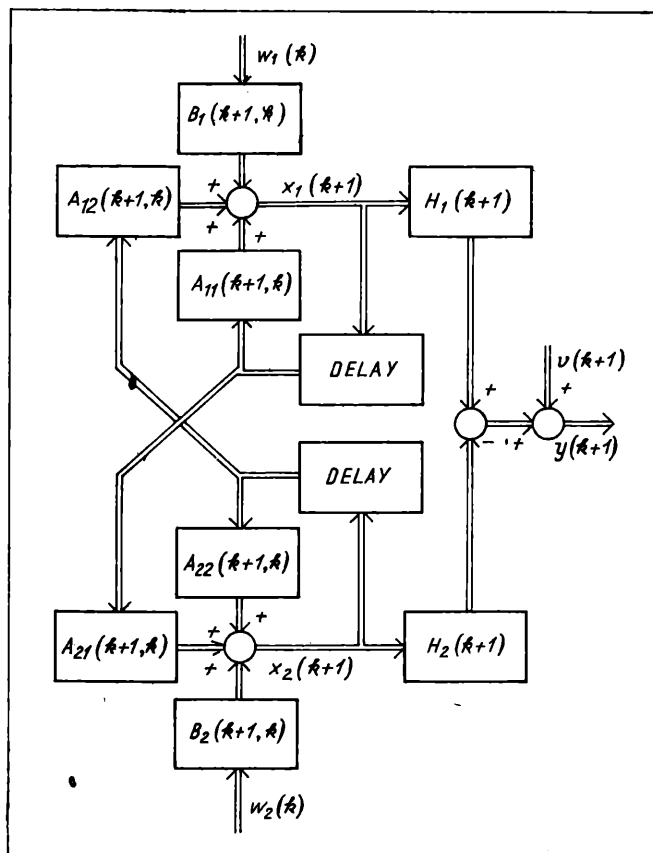 w1(k)
B1(k+1,k)
A12(k+1,k)
+
+
+
x1(k+1)
H1(k+1)
A11(k+1,k)
DELAY
υ(k+1)
+
+
-
+
y(k+1)
DELAY
A22(k+1,k)
A21(k+1,k)
+
+
+
x2(k+1)
H2(k+1)
B2(k+1,k)
w2(k)